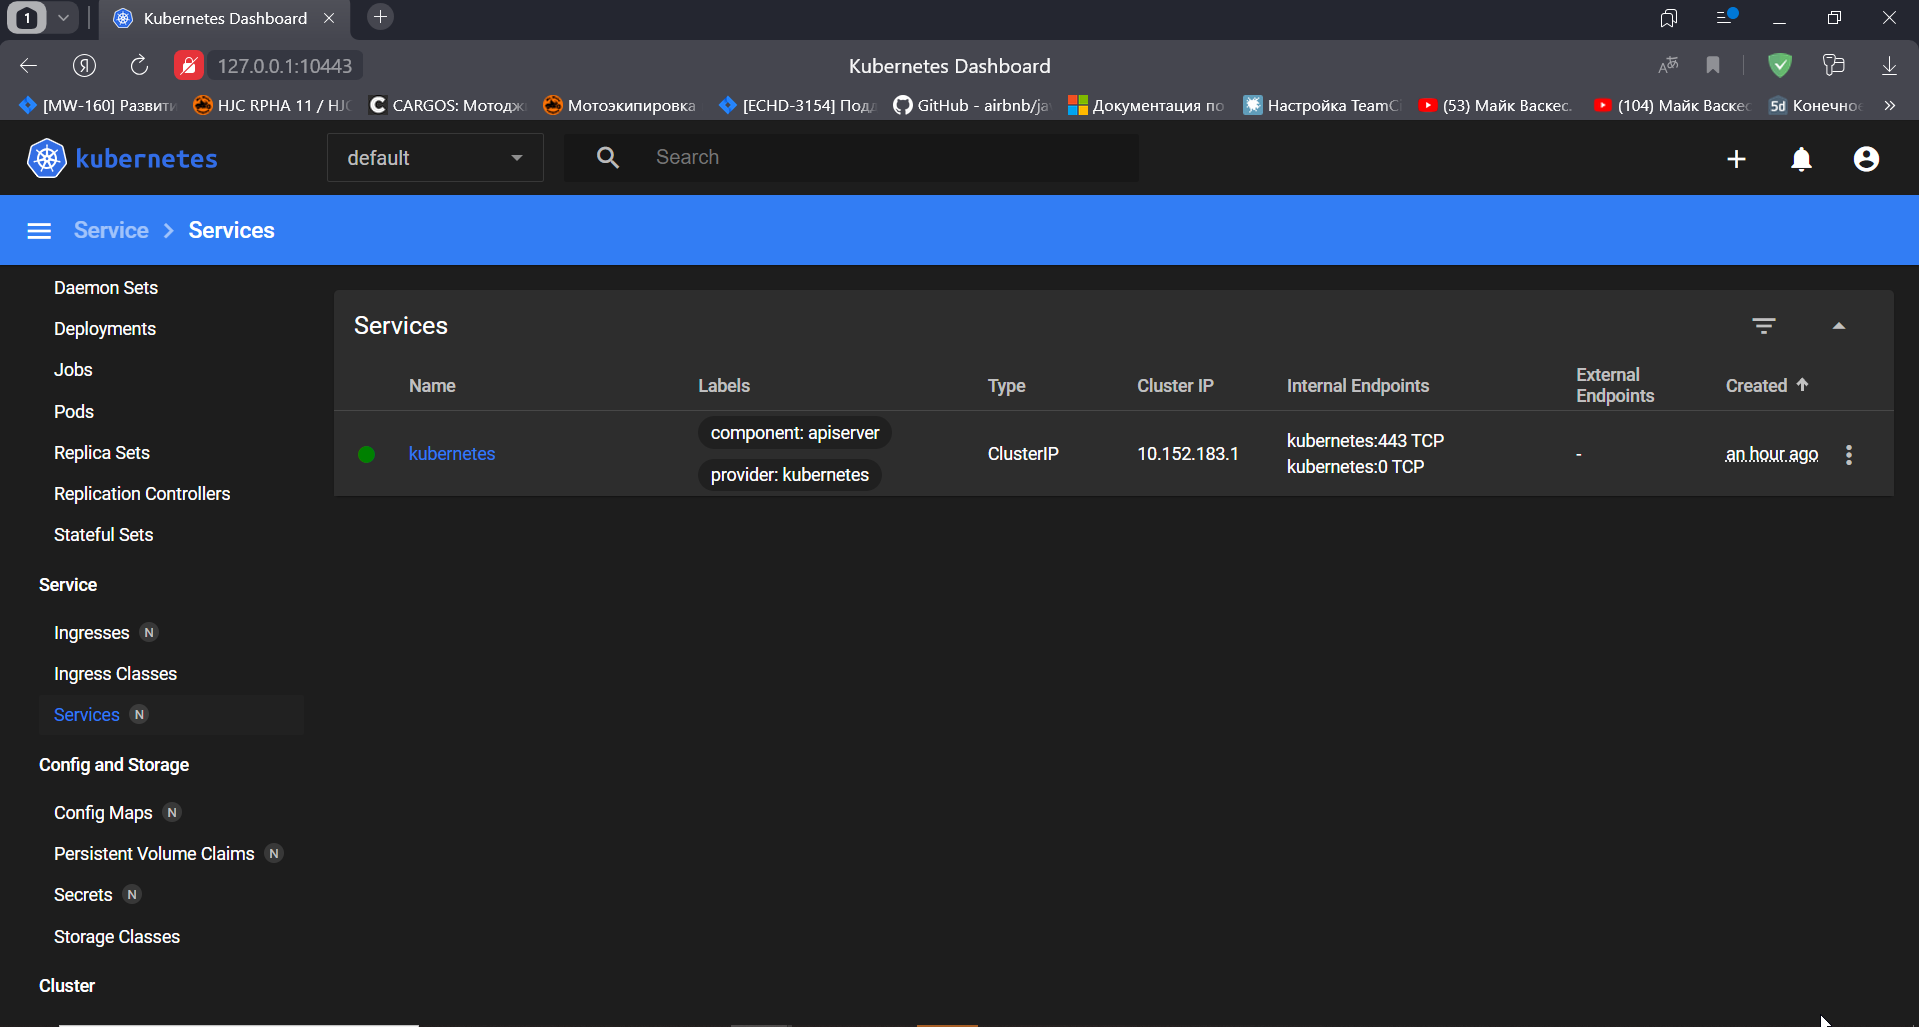 1
Kubernetes Dashboard
Я
127.0.0.1:10443
Kubernetes Dashboard
[MW-160] Развити
HJC RPHA 11 / HJC
CARGOS: Мотодж
Мотоэкипировка
[ECHD-3154] Под
GitHub - airbnb/ja
Документация по
Настройка TeamC
(53) Майк Васкес.
(104) Майк Васкес
5d Конечно
kubernetes
default
Search
Service
Services
Daemon Sets
Deployments
Jobs
Pods
Replica Sets
Replication Controllers
Stateful Sets
Service
Ingresses N
Ingress Classes
Services N
Config and Storage
Config Maps N
Persistent Volume Claims N
Secrets N
Storage Classes
Cluster
Services
Name
Labels
Type
Cluster IP
Internal Endpoints
External
Endpoints
Created
kubernetes
component: apiserver
provider: kubernetes
ClusterIP
10.152.183.1
kubernetes:443 TCP
kubernetes:0 TCP
-
an hour ago